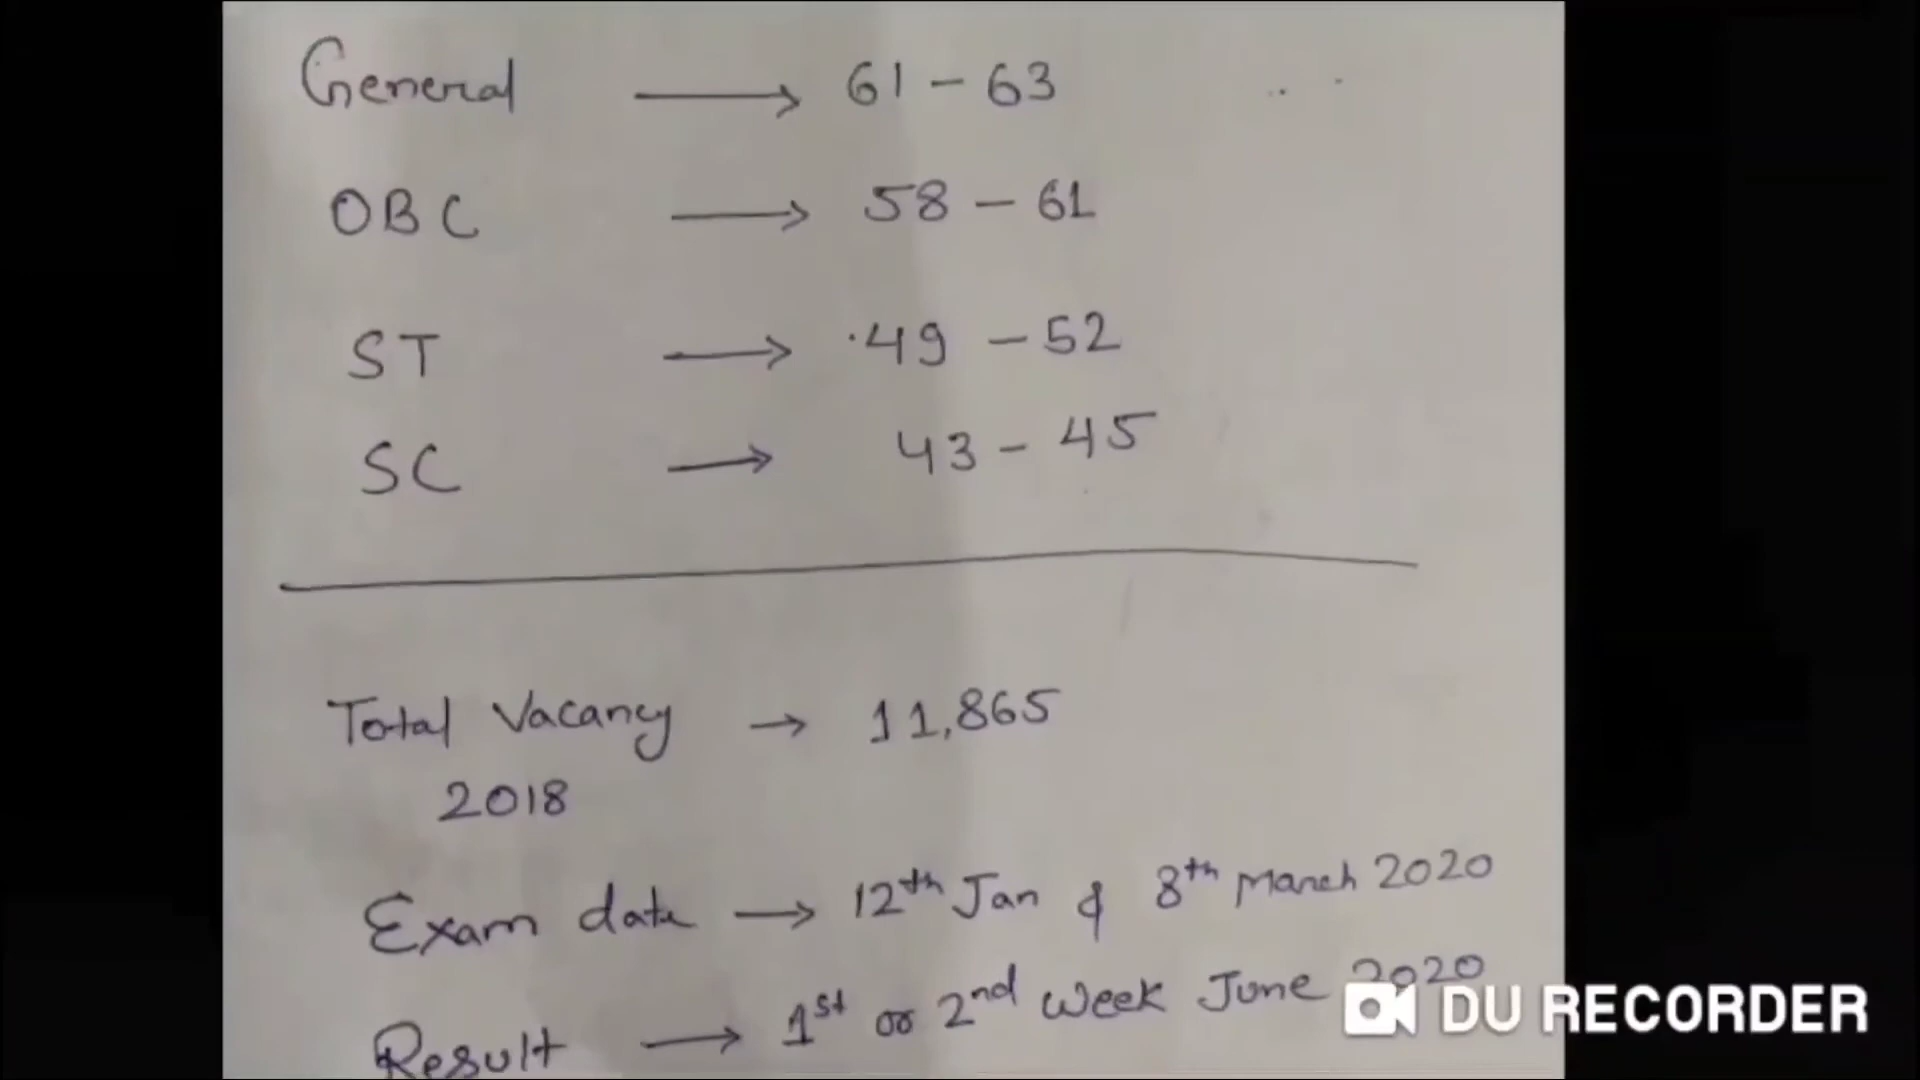 General → 61 - 63
OBC → 58 - 61
ST → 49 - 52
SC → 43 - 45
Total Vacancy → 11,865
2018
Exam date → 12th Jan & 8th March 2020
Result → 1st or 2nd week June 2020
DU RECORDER